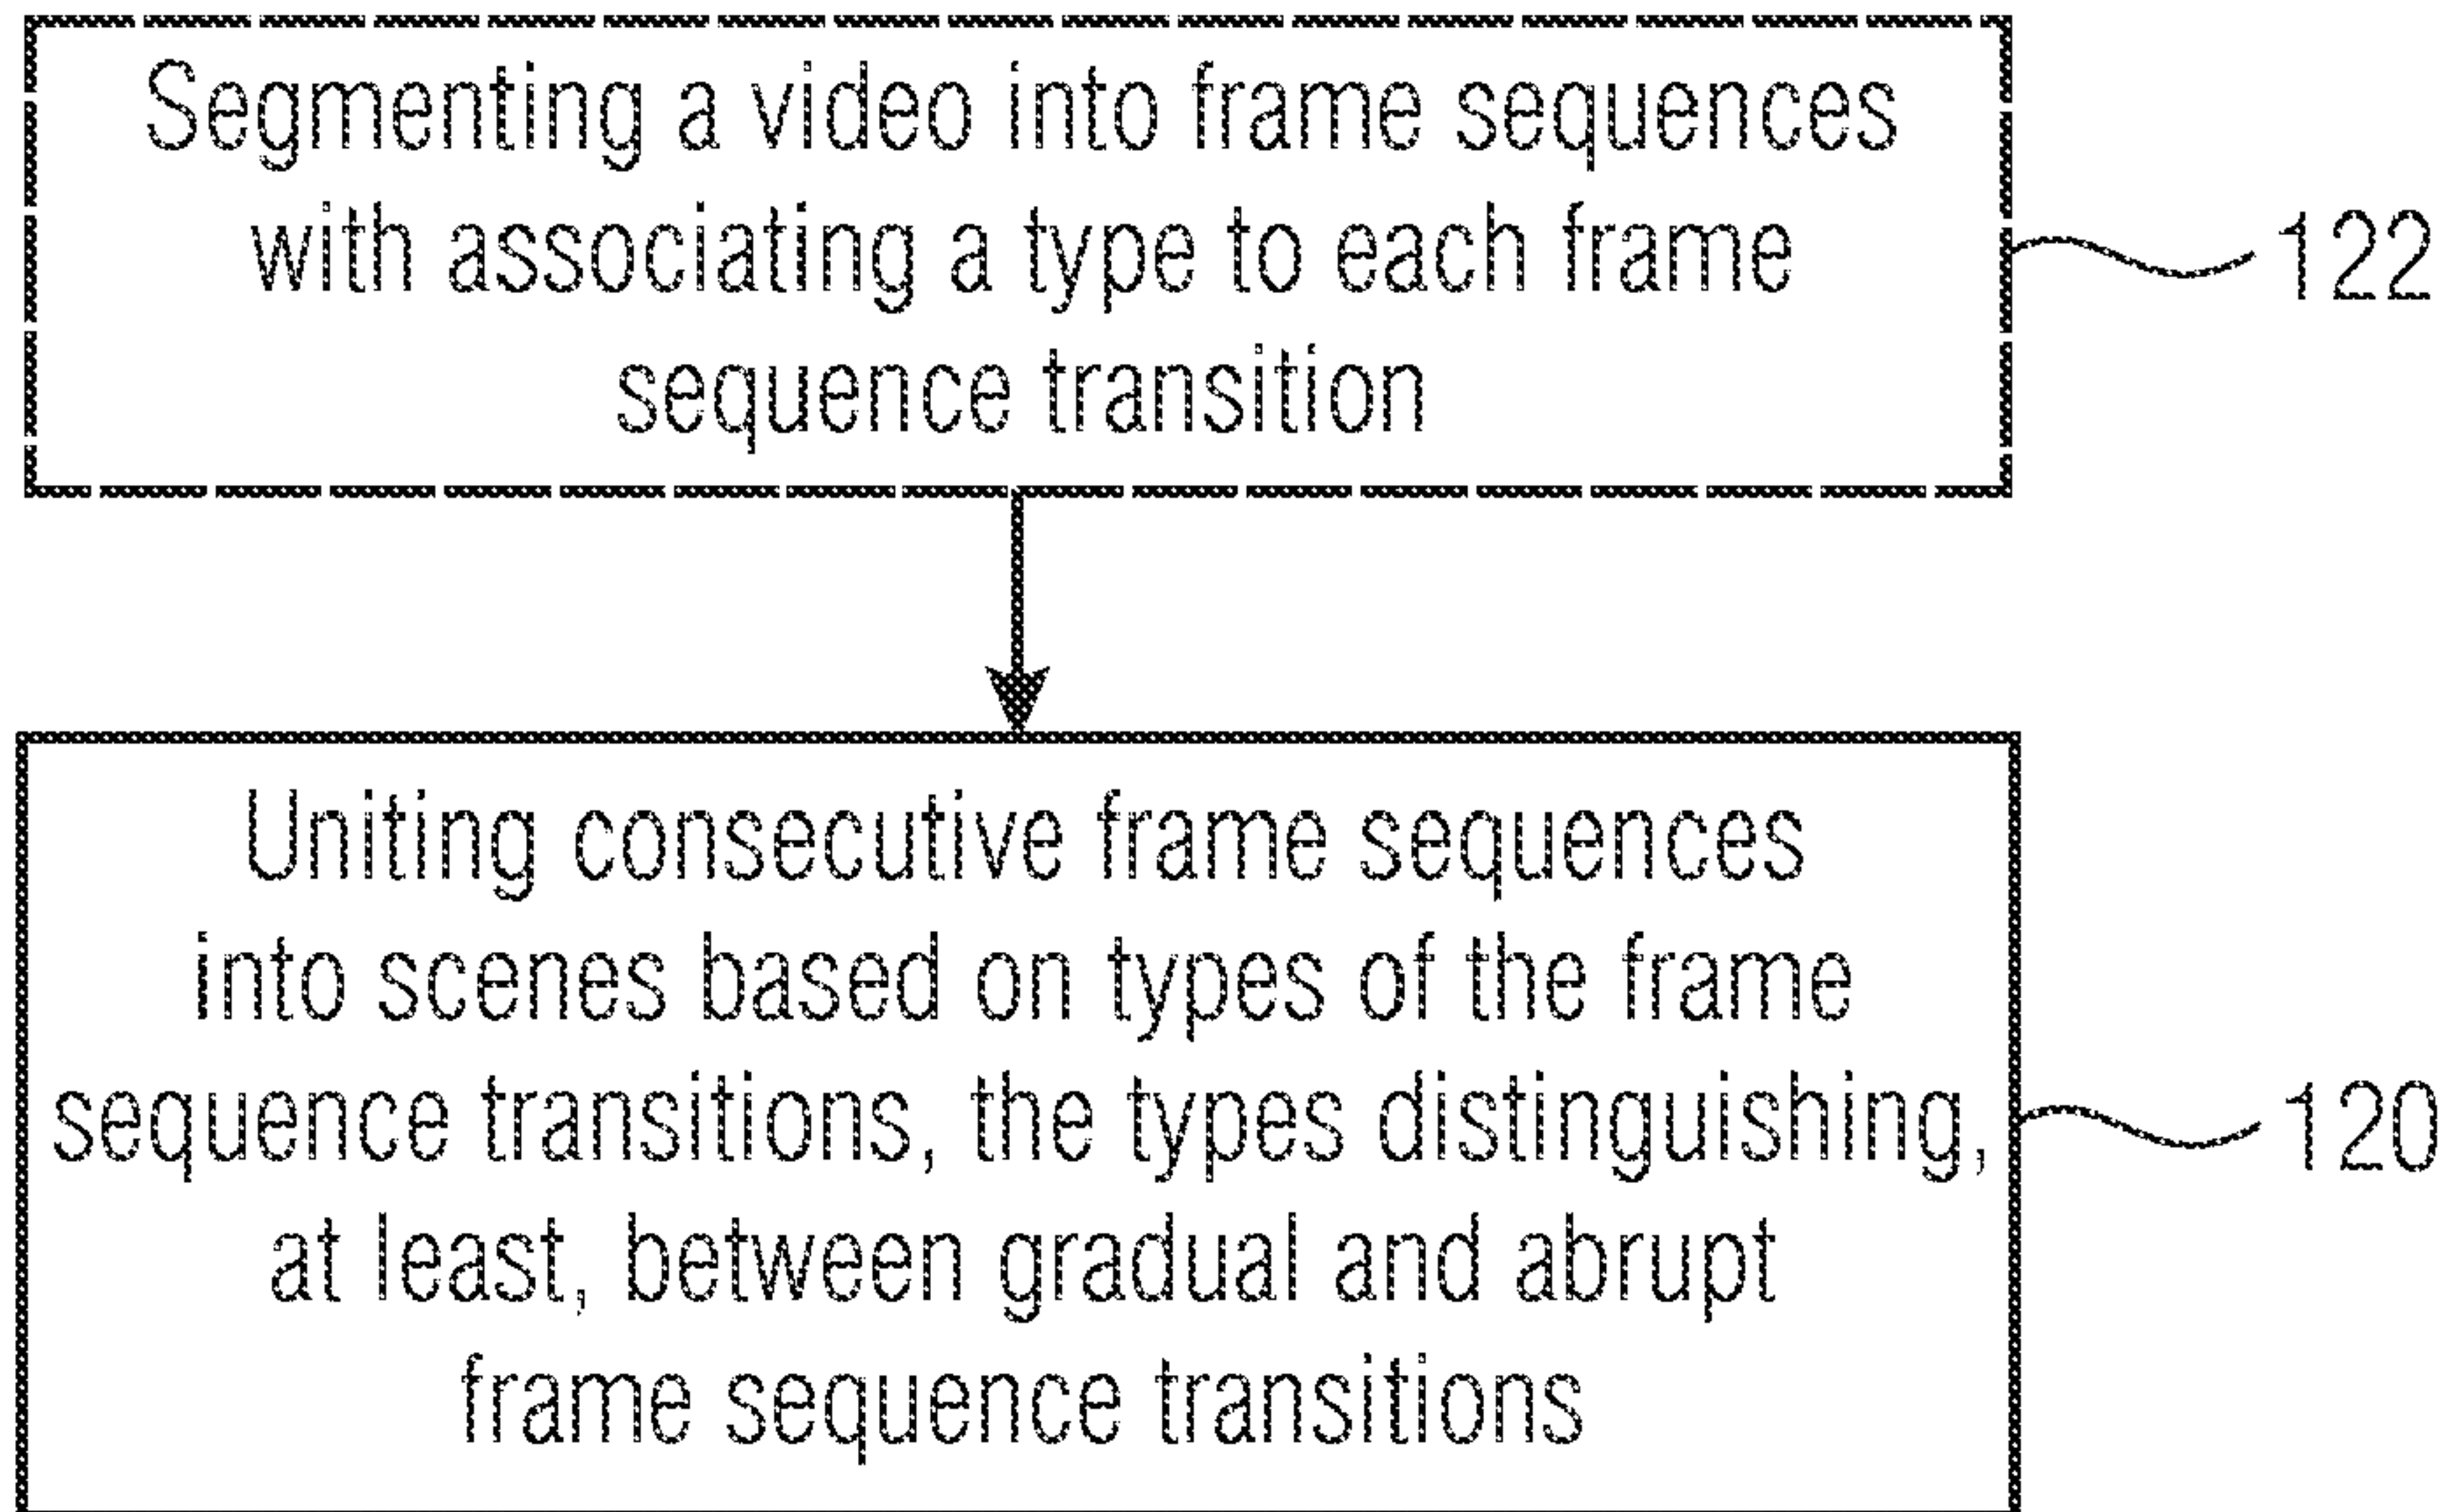 Segmenting a video into frame sequences
with associating a type to each frame
sequence transition
122
Uniting consecutive frame sequences
into scenes based on types of the frame
sequence transitions, the types distinguishing,
at least, between gradual and abrupt
frame sequence transitions
120